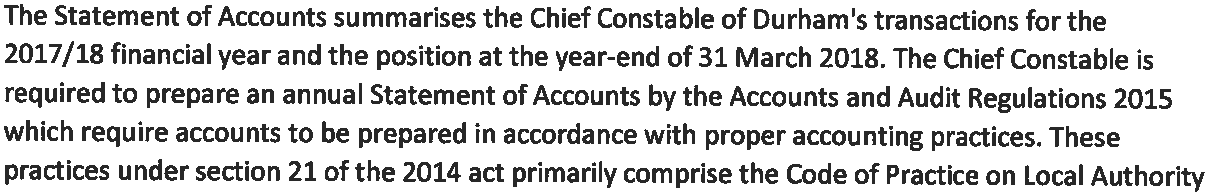 The Statement of Accounts summarises the Chief Constable of Durham's transactions for the
2017/18 financial year and the position at the year-end of 31 March 2018. The Chief Constable is
required to prepare an annual Statement of Accounts by the Accounts and Audit Regulations 2015
which require accounts to be prepared in accordance with proper accounting practices. These
practices under section 21 of the 2014 act primarily comprise the Code of Practice on Local Authority